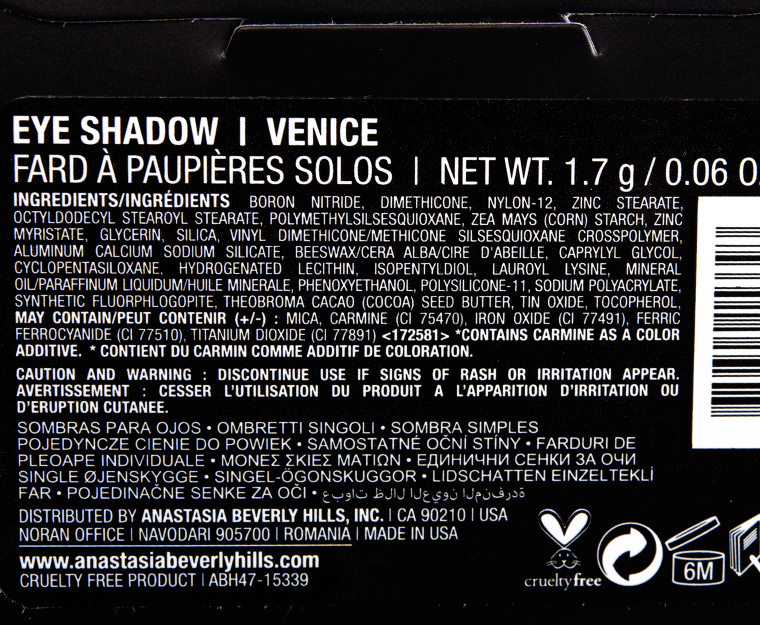 EYE SHADOW | VENICE
FARD À PAUPIÈRES SOLOS | NET WT. 1.7 g / 0.06 O
INGREDIENTS/INGRÉDIENTS BORON NITRIDE, DIMETHICONE, NYLON-12, ZINC STEARATE,
OCTYLDODECYL STEAROYL STEARATE, POLYMETHYLSILSESQUIOXANE, ZEA MAYS (CORN) STARCH, ZINC
MYRISTATE, GLYCERIN, SILICA, VINYL DIMETHICONE/METHICONE SILSESQUIOXANE CROSSPOLYMER,
ALUMINUM CALCIUM SODIUM SILICATE, BEESWAX/CERA ALBA/CIRE D'ABEILLE, CAPRYLYL GLYCOL,
CYCLOPENTASILOXANE, HYDROGENATED LECITHIN, ISOPENTYLDIOL, LAUROYL LYSINE, MINERAL
OIL/PARAFFINUM LIQUIDUM/HUILE MINERALE, PHENOXYETHANOL, POLYSILICONE-11, SODIUM POLYACRYLATE,
SYNTHETIC FLUORPHLOGOPITE, THEOBROMA CACAO (COCOA) SEED BUTTER, TIN OXIDE, TOCOPHEROL,
MAY CONTAIN/PEUT CONTENIR (+/-) : MICA, CARMINE (CI 75470), IRON OXIDE (CI 77491), FERRIC
FERROCYANIDE (CI 77510), TITANIUM DIOXIDE (CI 77891) <172581> *CONTAINS CARMINE AS A COLOR
ADDITIVE. * CONTIENT DU CARMIN COMME ADDITIF DE COLORATION.
CAUTION AND WARNING : DISCONTINUE USE IF SIGNS OF RASH OR IRRITATION APPEAR.
AVERTISSEMENT : CESSER L'UTILISATION DU PRODUIT A L'APPARITION D'IRRITATION OU
D'ERUPTION CUTANEE.
SOMBRAS PARA OJOS • OMBRETTI SINGOLI • SOMBRA SIMPLES
POJEDYNCZE CIENIE DO POWIEK • SAMOSTATNÉ OČNÍ STÍNY • FARDURI DE
PLEOAPE INDIVIDUALE • ΜΟΝΕΣ ΣΚΙΕΣ ΜΑΤΙΩΝ • ЕДИНИЧНИ СЕНКИ ЗА ОЧИ
SINGLE ØJENSKYGGE • SINGEL-ÖGONSKUGGOR • LIDSCHATTEN EINZELTEKLİ
FAR • POJEDINAČNE SENKE ZA OČI • عبوات ظلال العيون المنفردة
DISTRIBUTED BY ANASTASIA BEVERLY HILLS, INC. | CA 90210 | USA
NORAN OFFICE | NAVODARI 905700 | ROMANIA | MADE IN USA
www.anastasiabeverlyhills.com
CRUELTY FREE PRODUCT | ABH47-15339
crueltyfree
6M